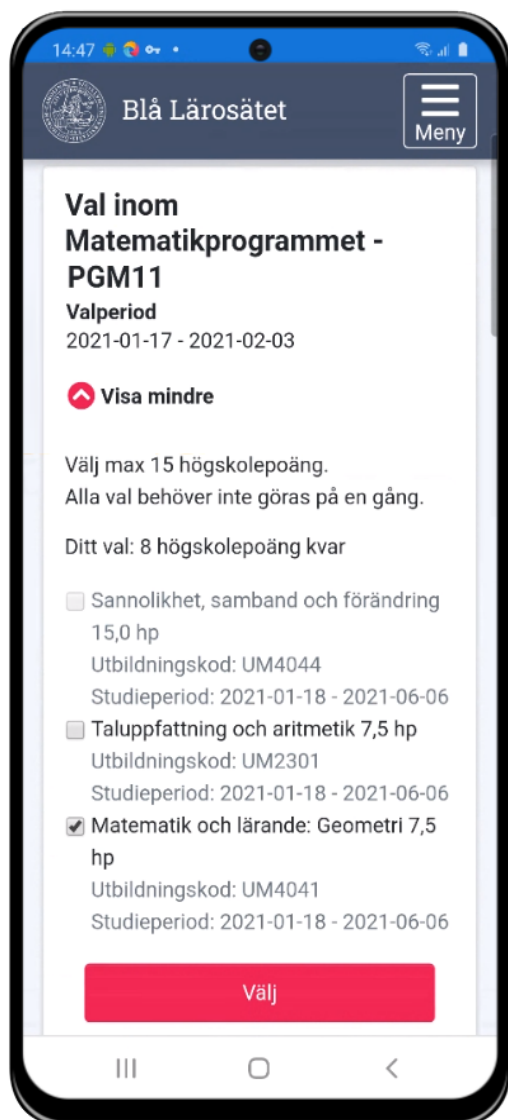 14:47
Blå Lärosätet
Meny
Val inom
Matematikprogrammet -
PGM11
Valperiod
2021-01-17 - 2021-02-03
Visa mindre
Välj max 15 högskolepoäng.
Alla val behöver inte göras på en gång.
Ditt val: 8 högskolepoäng kvar
Sannolikhet, samband och förändring
15,0 hp
Utbildningskod: UM4044
Studieperiod: 2021-01-18 - 2021-06-06
Taluppfattning och aritmetik 7,5 hp
Utbildningskod: UM2301
Studieperiod: 2021-01-18 - 2021-06-06
Matematik och lärande: Geometri 7,5
hp
Utbildningskod: UM4041
Studieperiod: 2021-01-18 - 2021-06-06
Välj